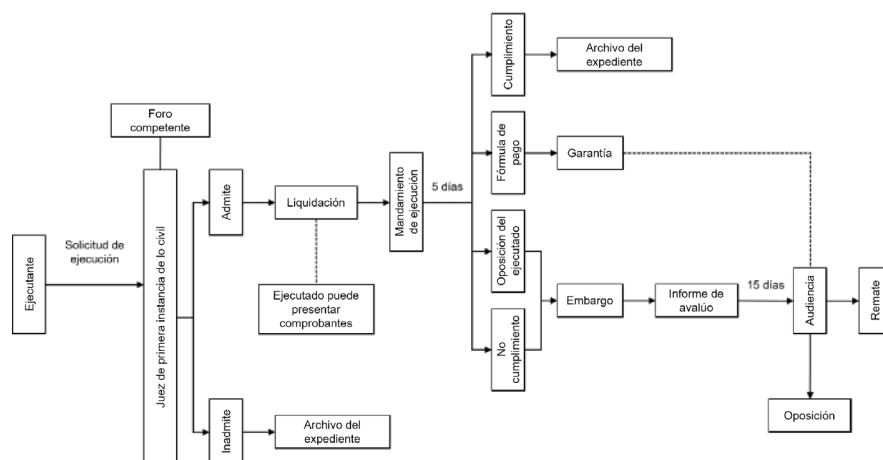 Ejecutante
Solicitud de
ejecución
Foro
competente
Juez de primera instancia de lo civil
Admite
Liquidación
Ejecutado puede
presentar
comprobantes
Inadmite
Archivo del
expediente
Mandamiento
de ejecución
5 días
Cumplimiento
Archivo del
expediente
Fórmula de
pago
Garantía
Oposición del
ejecutado
No
cumplimiento
Embargo
Informe de
avalúo
15 días
Audiencia
Remate
Oposición